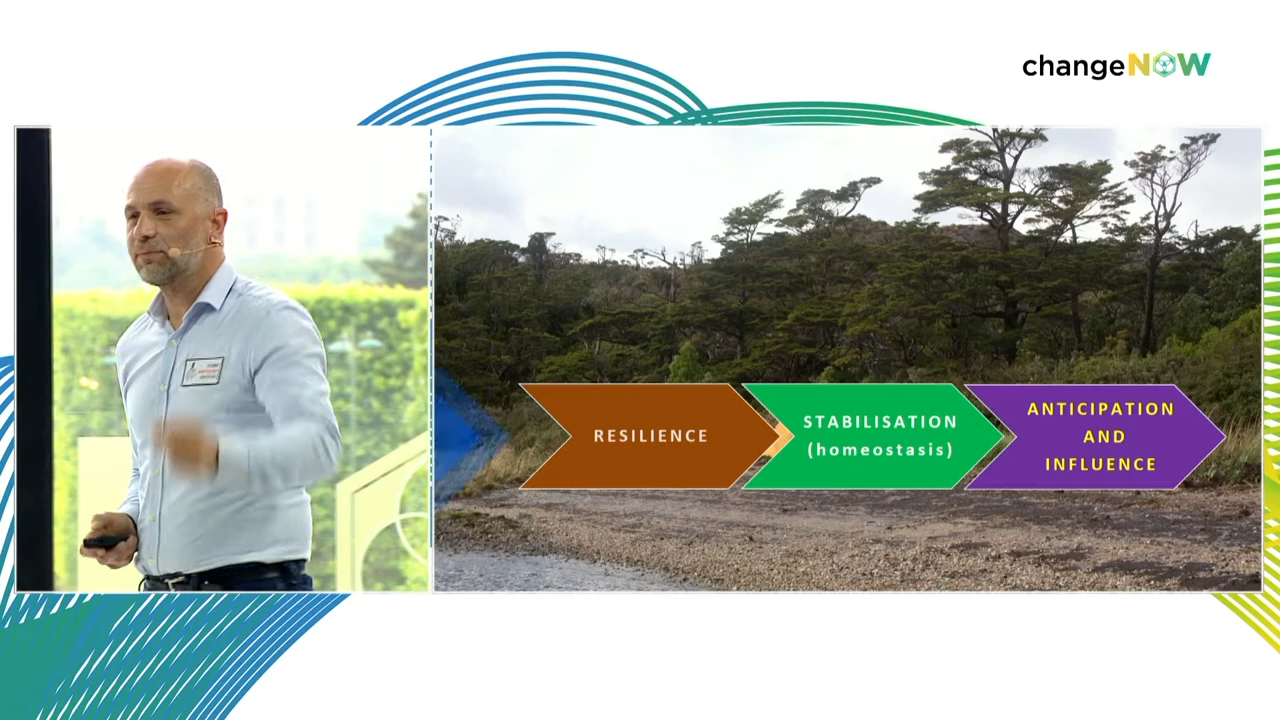 changeNOW
RESILIENCE
STABILISATION
(homeostasis)
ANTICIPATION
AND
INFLUENCE